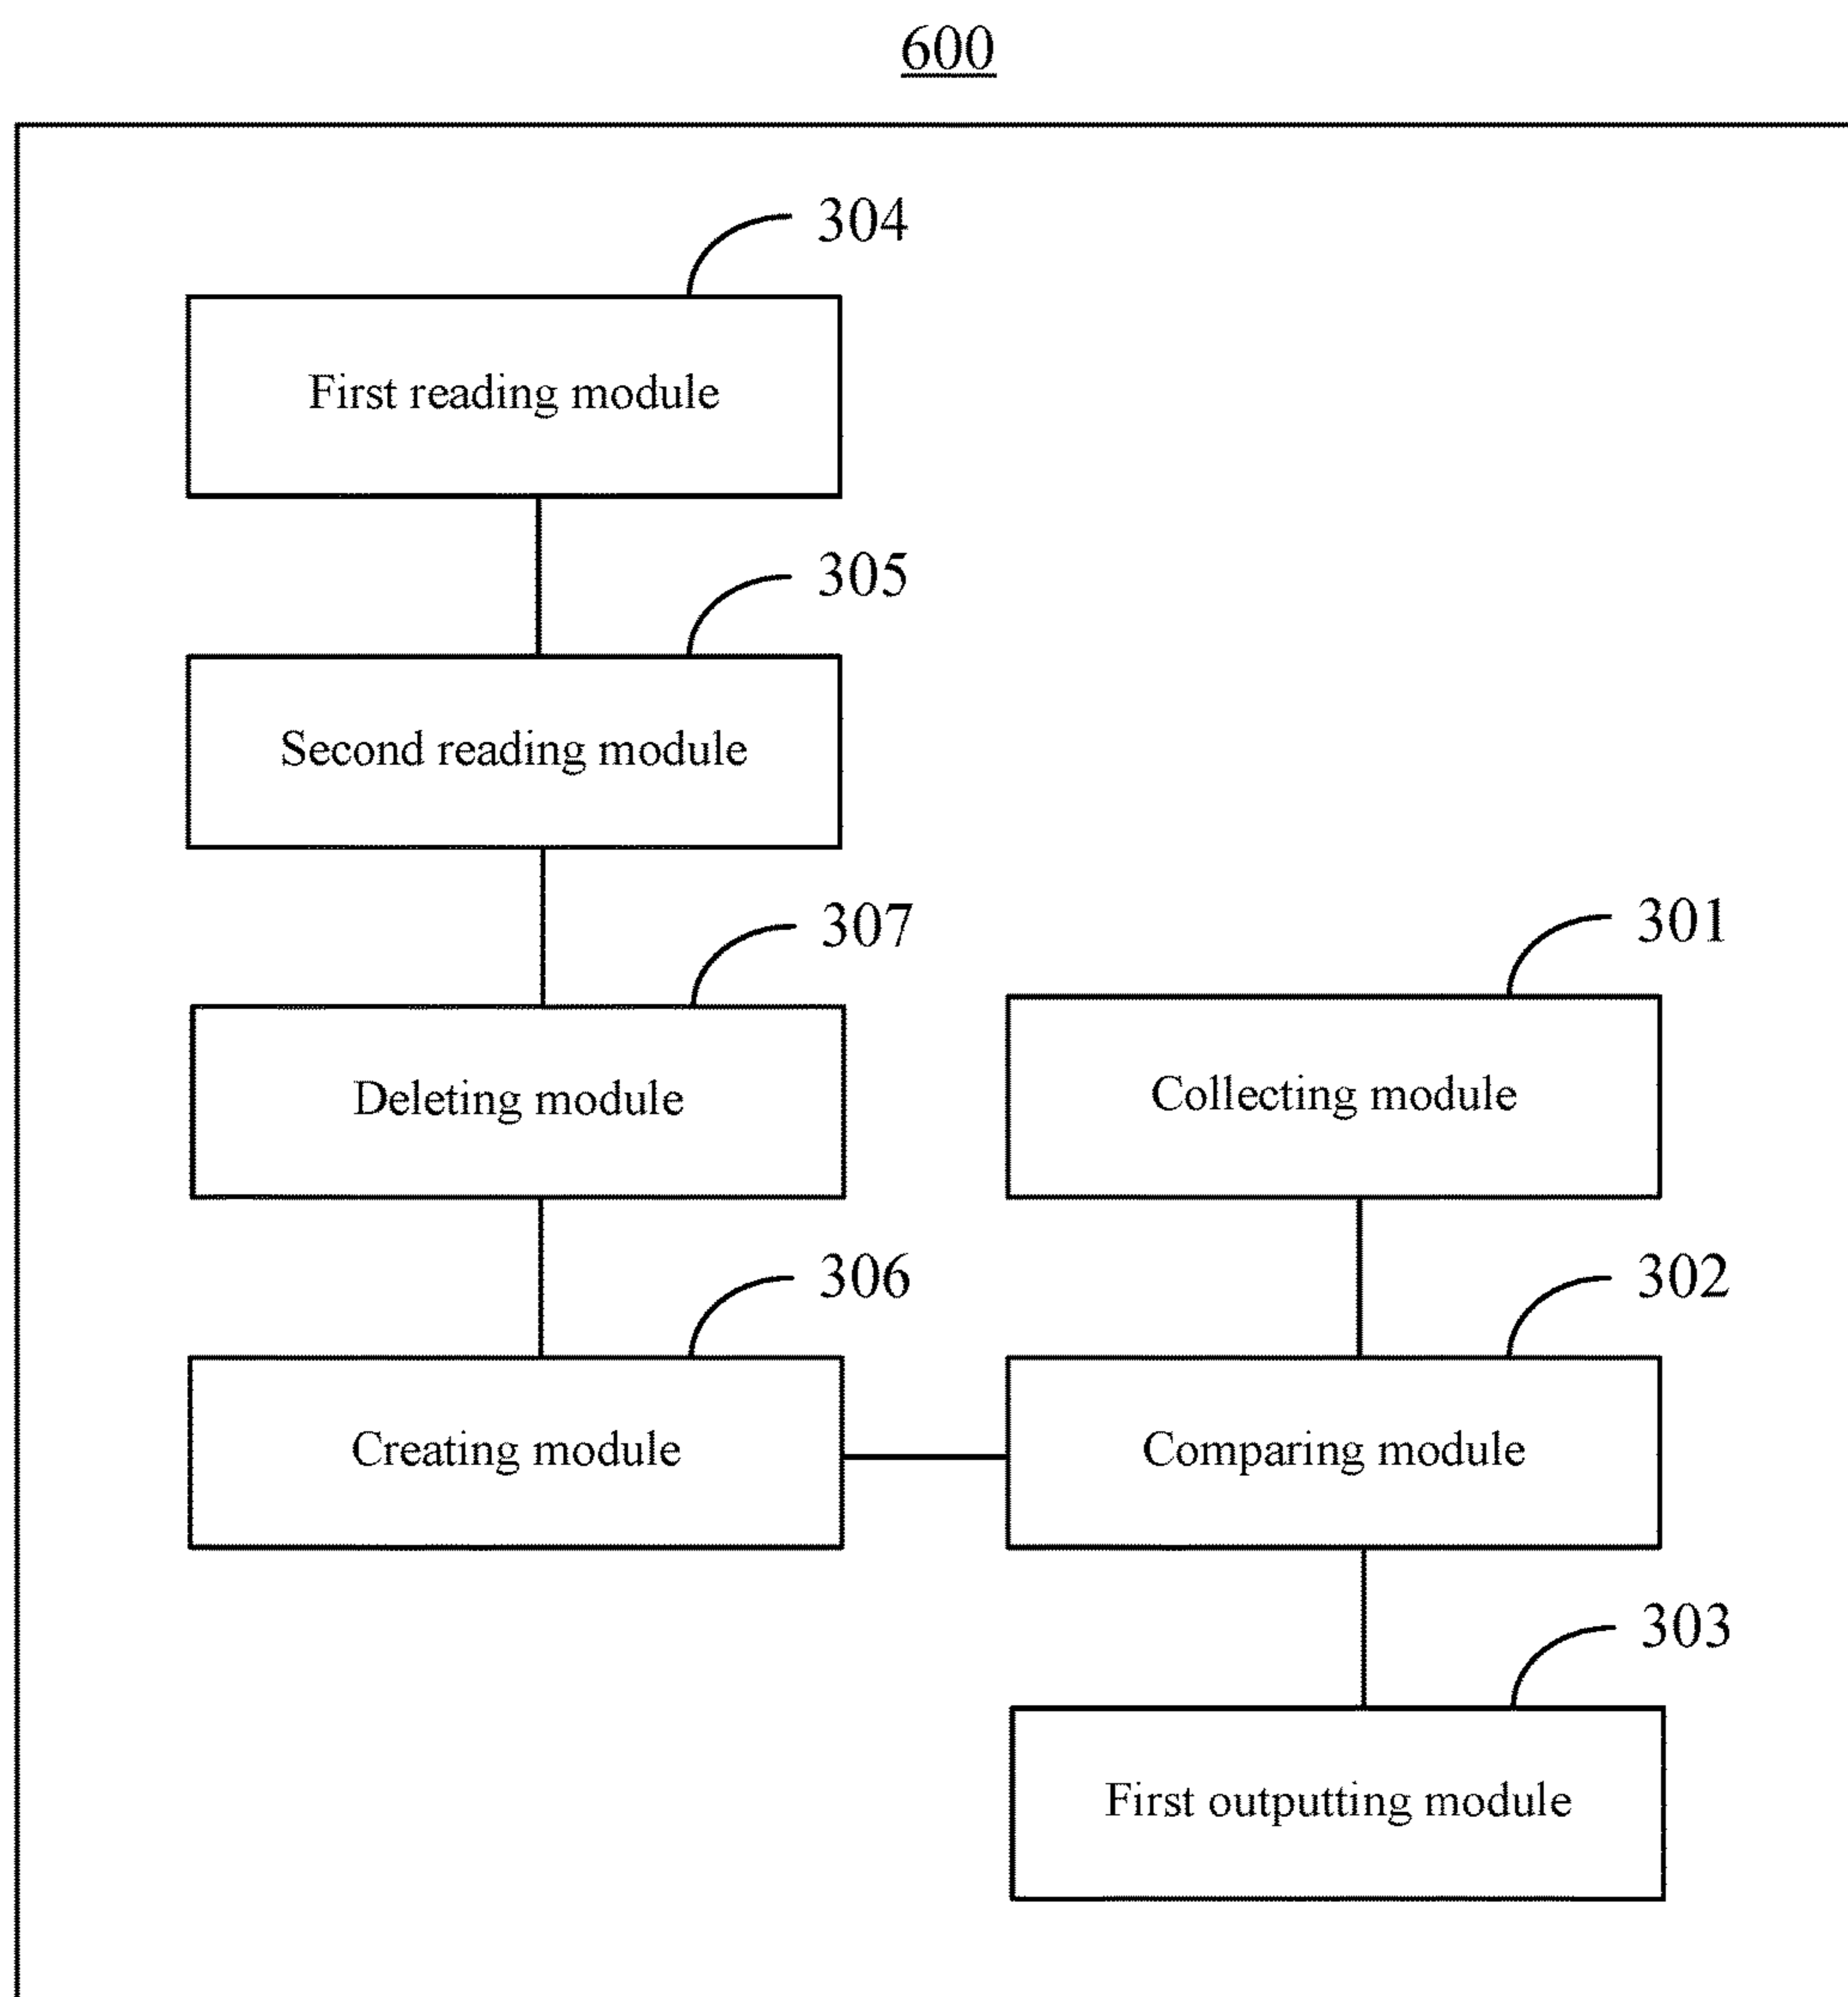 600
304
First reading module
305
Second reading module
307
Deleting module
301
Collecting module
306
Creating module
302
Comparing module
303
First outputting module